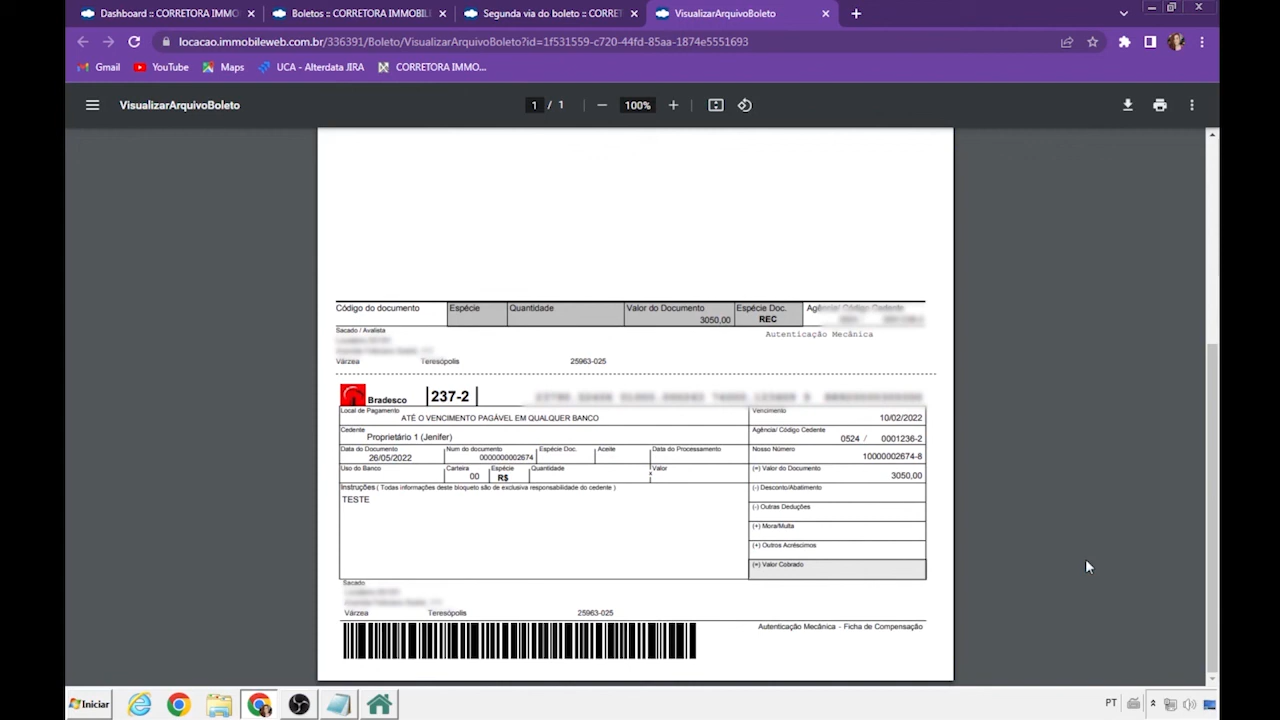 Dashboard :: CORRETORA IMMO
Boletos :: CORRETORA IMMOBIL
Segunda via do boleto :: CORRET
VisualizarArquivoBoleto
locacao.immobileweb.com.br/336391/Boleto/VisualizarArquivoBoleto?id=1f531559-c720-44fd-85aa-1874e5551693
Gmail YouTube Maps UCA - Alterdata JIRA CORRETORA IMMO...
VisualizarArquivoBoleto 1 / 1 100%
Código do documento Espécie Quantidade Valor do Documento Espécie Doc. Agência/ Código Cedente
3050,00 REC
Sacado / Avalista Autenticação Mecânica
Várzea Teresópolis 25963-025
Bradesco 237-2
Local de Pagamento Vencimento
ATÉ O VENCIMENTO PAGÁVEL EM QUALQUER BANCO 10/02/2022
Cedente Agência/ Código Cedente
Proprietário 1 (Jenifer) 0524 / 0001236-2
Data do Documento Num do documento Espécie Doc. Aceite Data do Processamento Nosso Número
26/05/2022 0000000002674 10000002674-8
Uso do Banco Carteira Espécie Quantidade Valor (=) Valor do Documento
00 R$ x 3050,00
Instruções ( Todas informações deste bloqueto são de exclusiva responsabilidade do cedente ) (-) Desconto/Abatimento
TESTE
(-) Outras Deduções
(+) Mora/Multa
(+) Outros Acréscimos
(=) Valor Cobrado
Sacado
Várzea Teresópolis 25963-025
Autenticação Mecânica - Ficha de Compensação
Iniciar PT